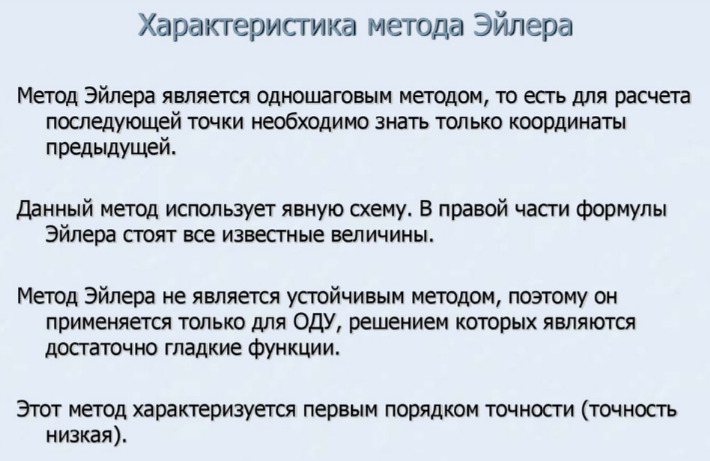 Характеристика метода Эйлера
Метод Эйлера является одношаговым методом, то есть для расчета
последующей точки необходимо знать только координаты
предыдущей.
Данный метод использует явную схему. В правой части формулы
Эйлера стоят все известные величины.
Метод Эйлера не является устойчивым методом, поэтому он
применяется только для ОДУ, решением которых являются
достаточно гладкие функции.
Этот метод характеризуется первым порядком точности (точность
низкая).